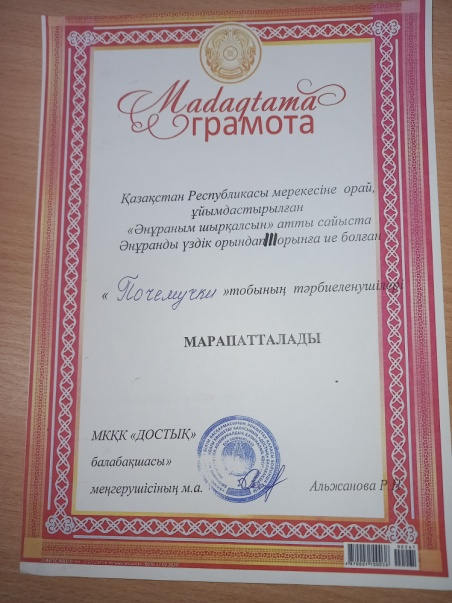 Madaqtama
грамота
Қазақстан Республикасы мерекесіне орай,
ұйымдастырылған
«Әнұраным шырқалсын» атты сайыста
Әнұранды үздік орындап III орынға ие болған
« Почемучки »тобының тәрбиеленушілері
МАРАПАТТАЛАДЫ
МКҚК «ДОСТЫҚ»
балабақшасы»
меңгерушісінің м.а.
Альжанова Р.